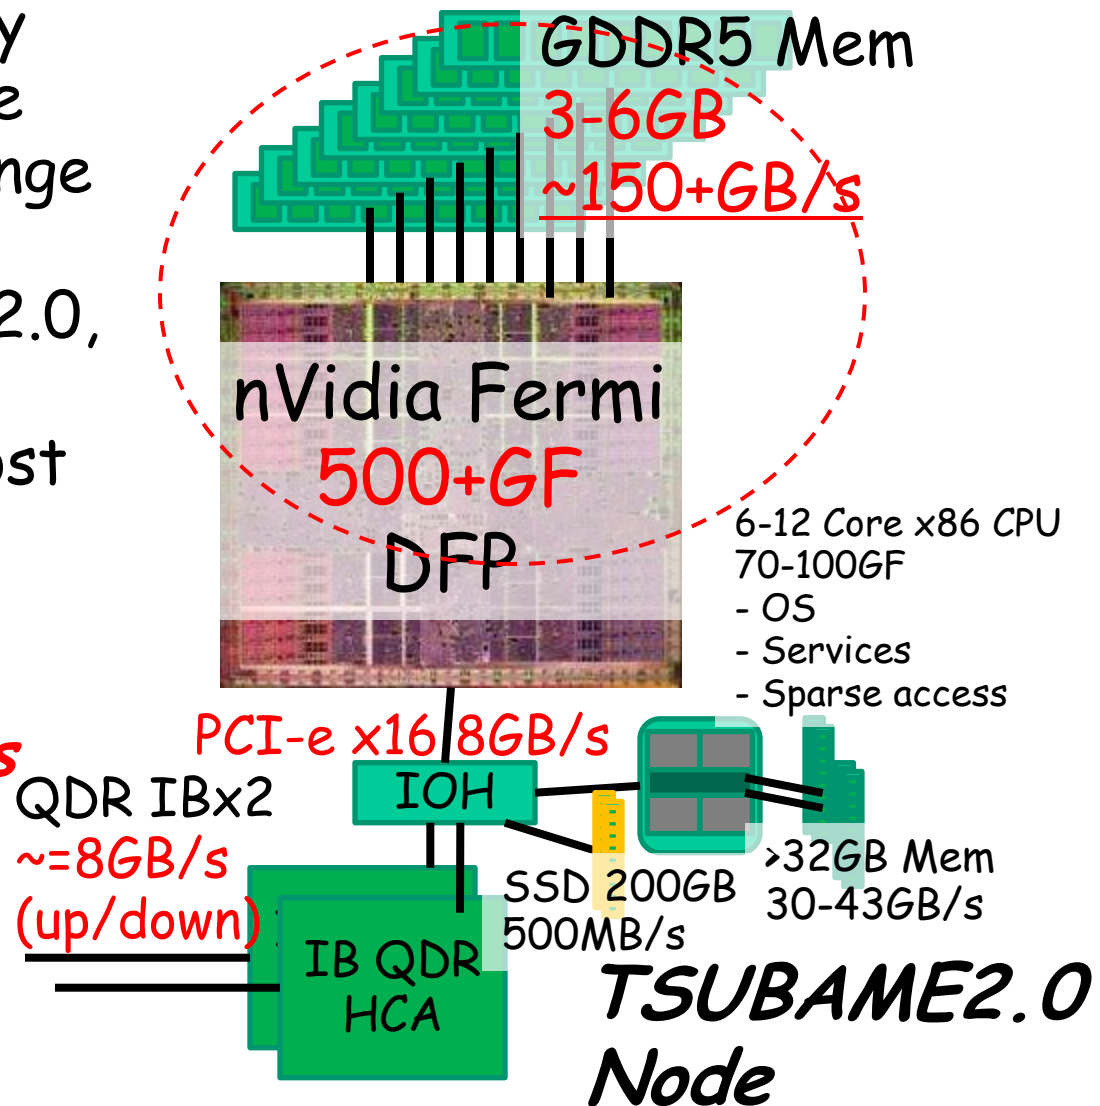 GDDR5 Mem
3-6GB
~150+GB/s
2.0,
nVidia Fermi
500+GF
DFP
6-12 Core x86 CPU
70-100GF
- OS
- Services
- Sparse access
PCI-e x16 8GB/s
IOH
QDR IBx2
~=8GB/s
(up/down)
>32GB Mem
30-43GB/s
SSD 200GB
500MB/s
IB QDR
HCA
TSUBAME2.0
Node